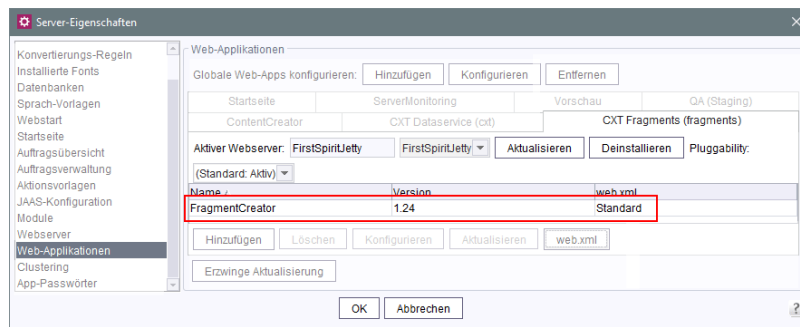 Server-Eigenschaften
Konvertierungs-Regeln
Installierte Fonts
Datenbanken
Sprach-Vorlagen
Webstart
Startseite
Auftragsübersicht
Auftragsverwaltung
Aktionsvorlagen
JAAS-Konfiguration
Module
Webserver
Web-Applikationen
Clustering
App-Passwörter
Web-Applikationen
Globale Web-Apps konfigurieren: Hinzufügen Konfigurieren Entfernen
Startseite ServerMonitoring Vorschau QA (Staging)
ContentCreator CXT Dataservice (cxt) CXT Fragments (fragments)
Aktiver Webserver: FirstSpiritJetty FirstSpiritJetty Aktualisieren Deinstallieren Pluggability:
(Standard: Aktiv)
Name Version web.xml
FragmentCreator 1.24 Standard
Hinzufügen Löschen Konfigurieren Aktualisieren web.xml
Erzwinge Aktualisierung
OK Abbrechen
?